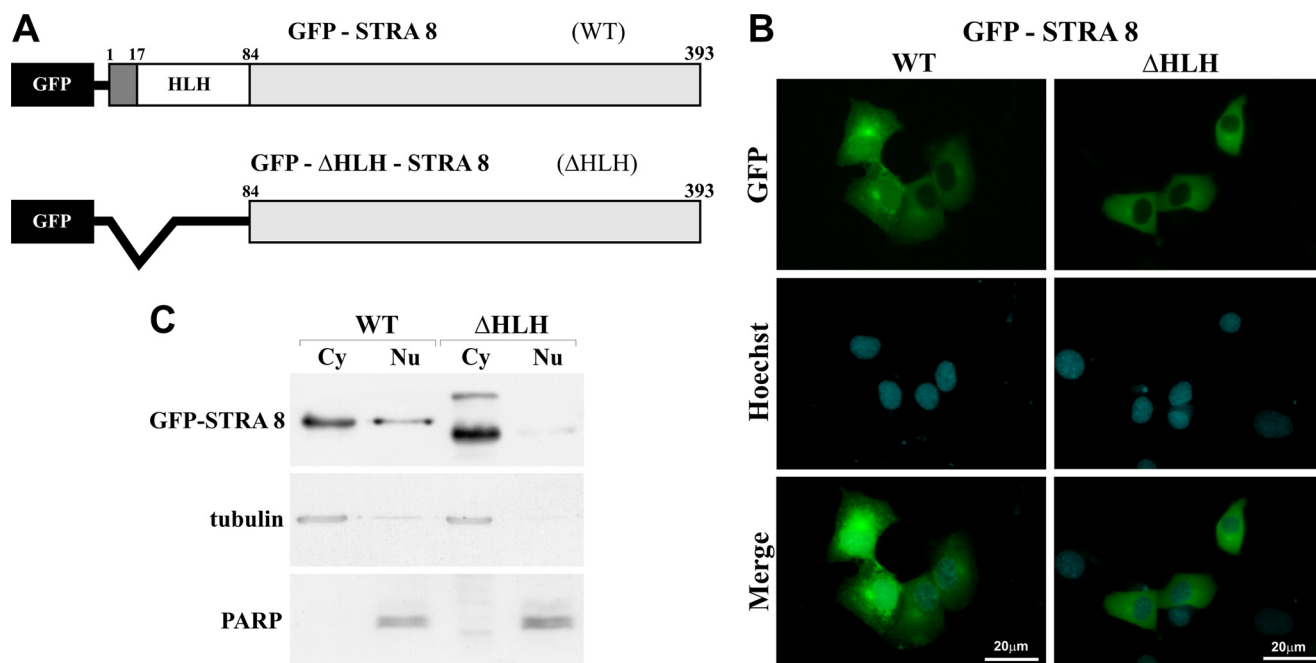 A
GFP - STRA 8 (WT)
1 17 84 393
GFP HLH
GFP - ΔHLH - STRA 8 (ΔHLH)
84 393
GFP
B
GFP - STRA 8
WT ΔHLH
GFP
Hoechst
Merge
20μm 20μm
C
WT ΔHLH
Cy Nu Cy Nu
GFP-STRA 8
tubulin
PARP